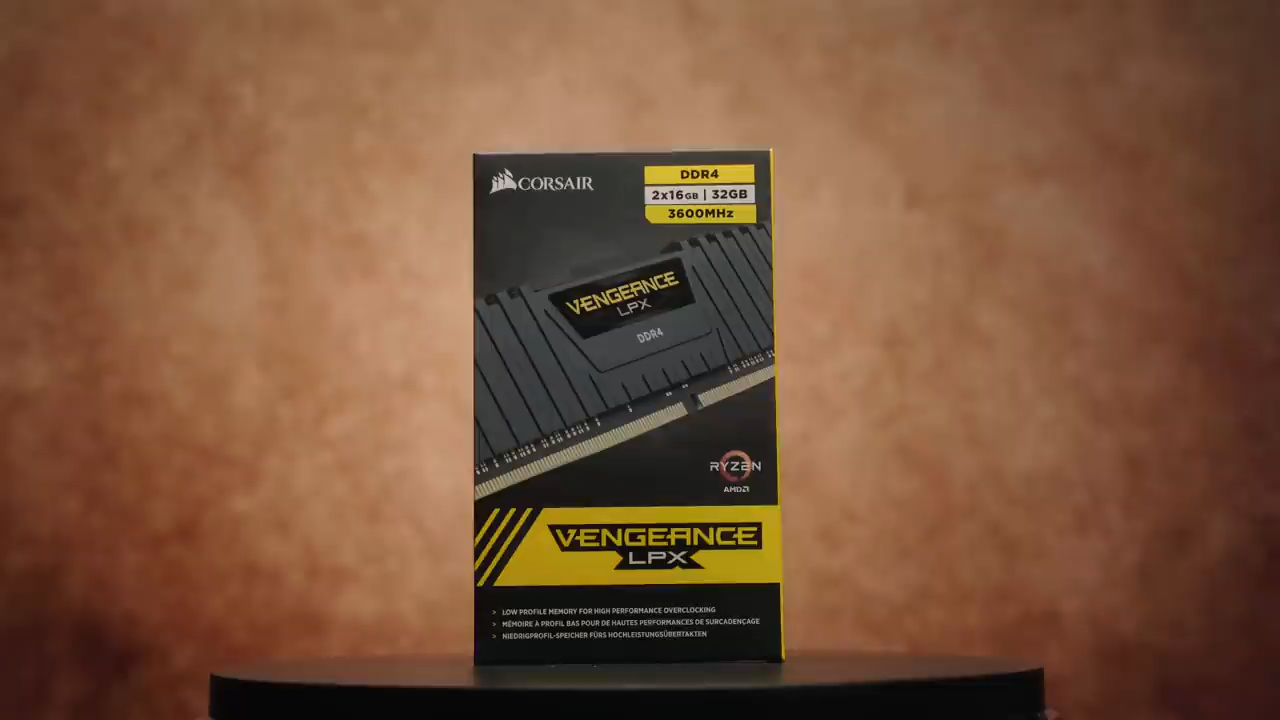 CORSAIR
DDR4
2x16GB | 32GB
3600MHz
VENGEANCE
LPX
DDR4
RYZEN
AMD
VENGEANCE
LPX
> LOW PROFILE MEMORY FOR HIGH PERFORMANCE OVERCLOCKING
> MÉMOIRE À PROFIL BAS POUR DE HAUTES PERFORMANCES DE SURCADENÇAGE
> NIEDRIGPROFIL-SPEICHER FÜRS HOCHLEISTUNGSÜBERTAKTEN